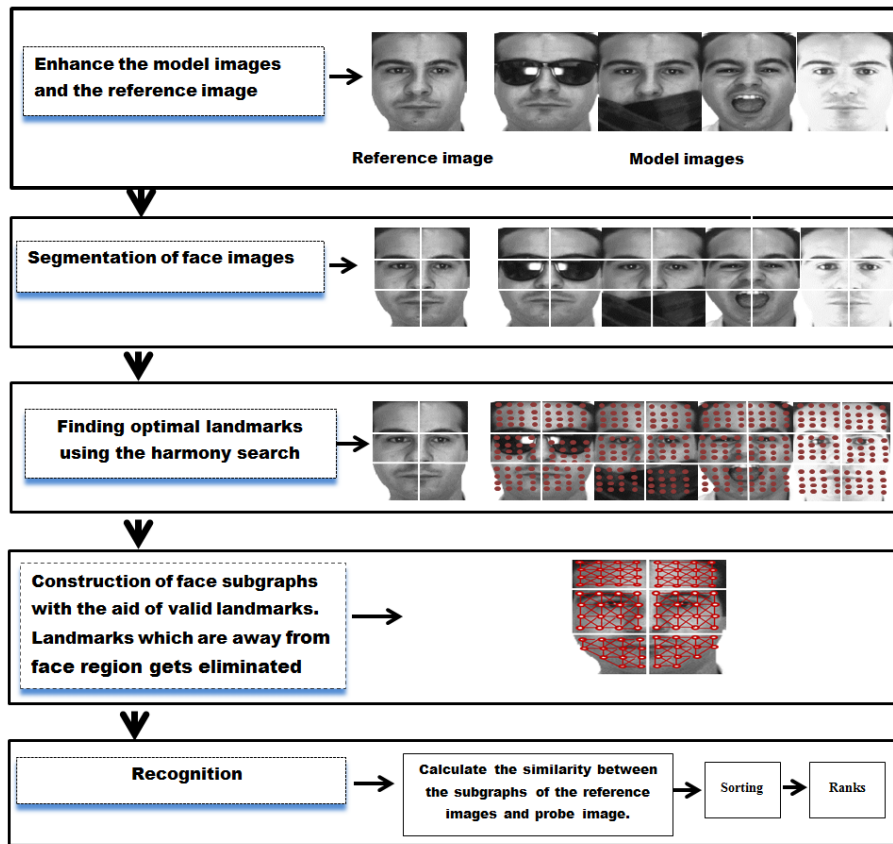 Enhance the model images
and the reference image
Reference image
Model images
Segmentation of face images
Finding optimal landmarks
using the harmony search
Construction of face subgraphs
with the aid of valid landmarks.
Landmarks which are away from
face region gets eliminated
Recognition
Calculate the similarity between
the subgraphs of the reference
images and probe image.
Sorting
Ranks